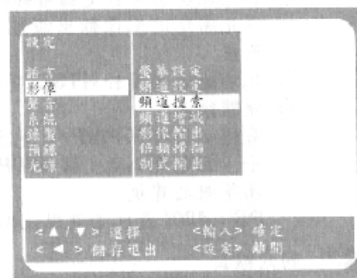 設定
語言
影像
聲音
系統
錄製
預錄
光碟
螢幕設定
頻道設定
頻道搜索
頻道增減
影像輸出
倍頻掃描
制式輸出
<▲/▼> 選擇
<輸入> 確定
<◀> 儲存退出
<設定> 離開